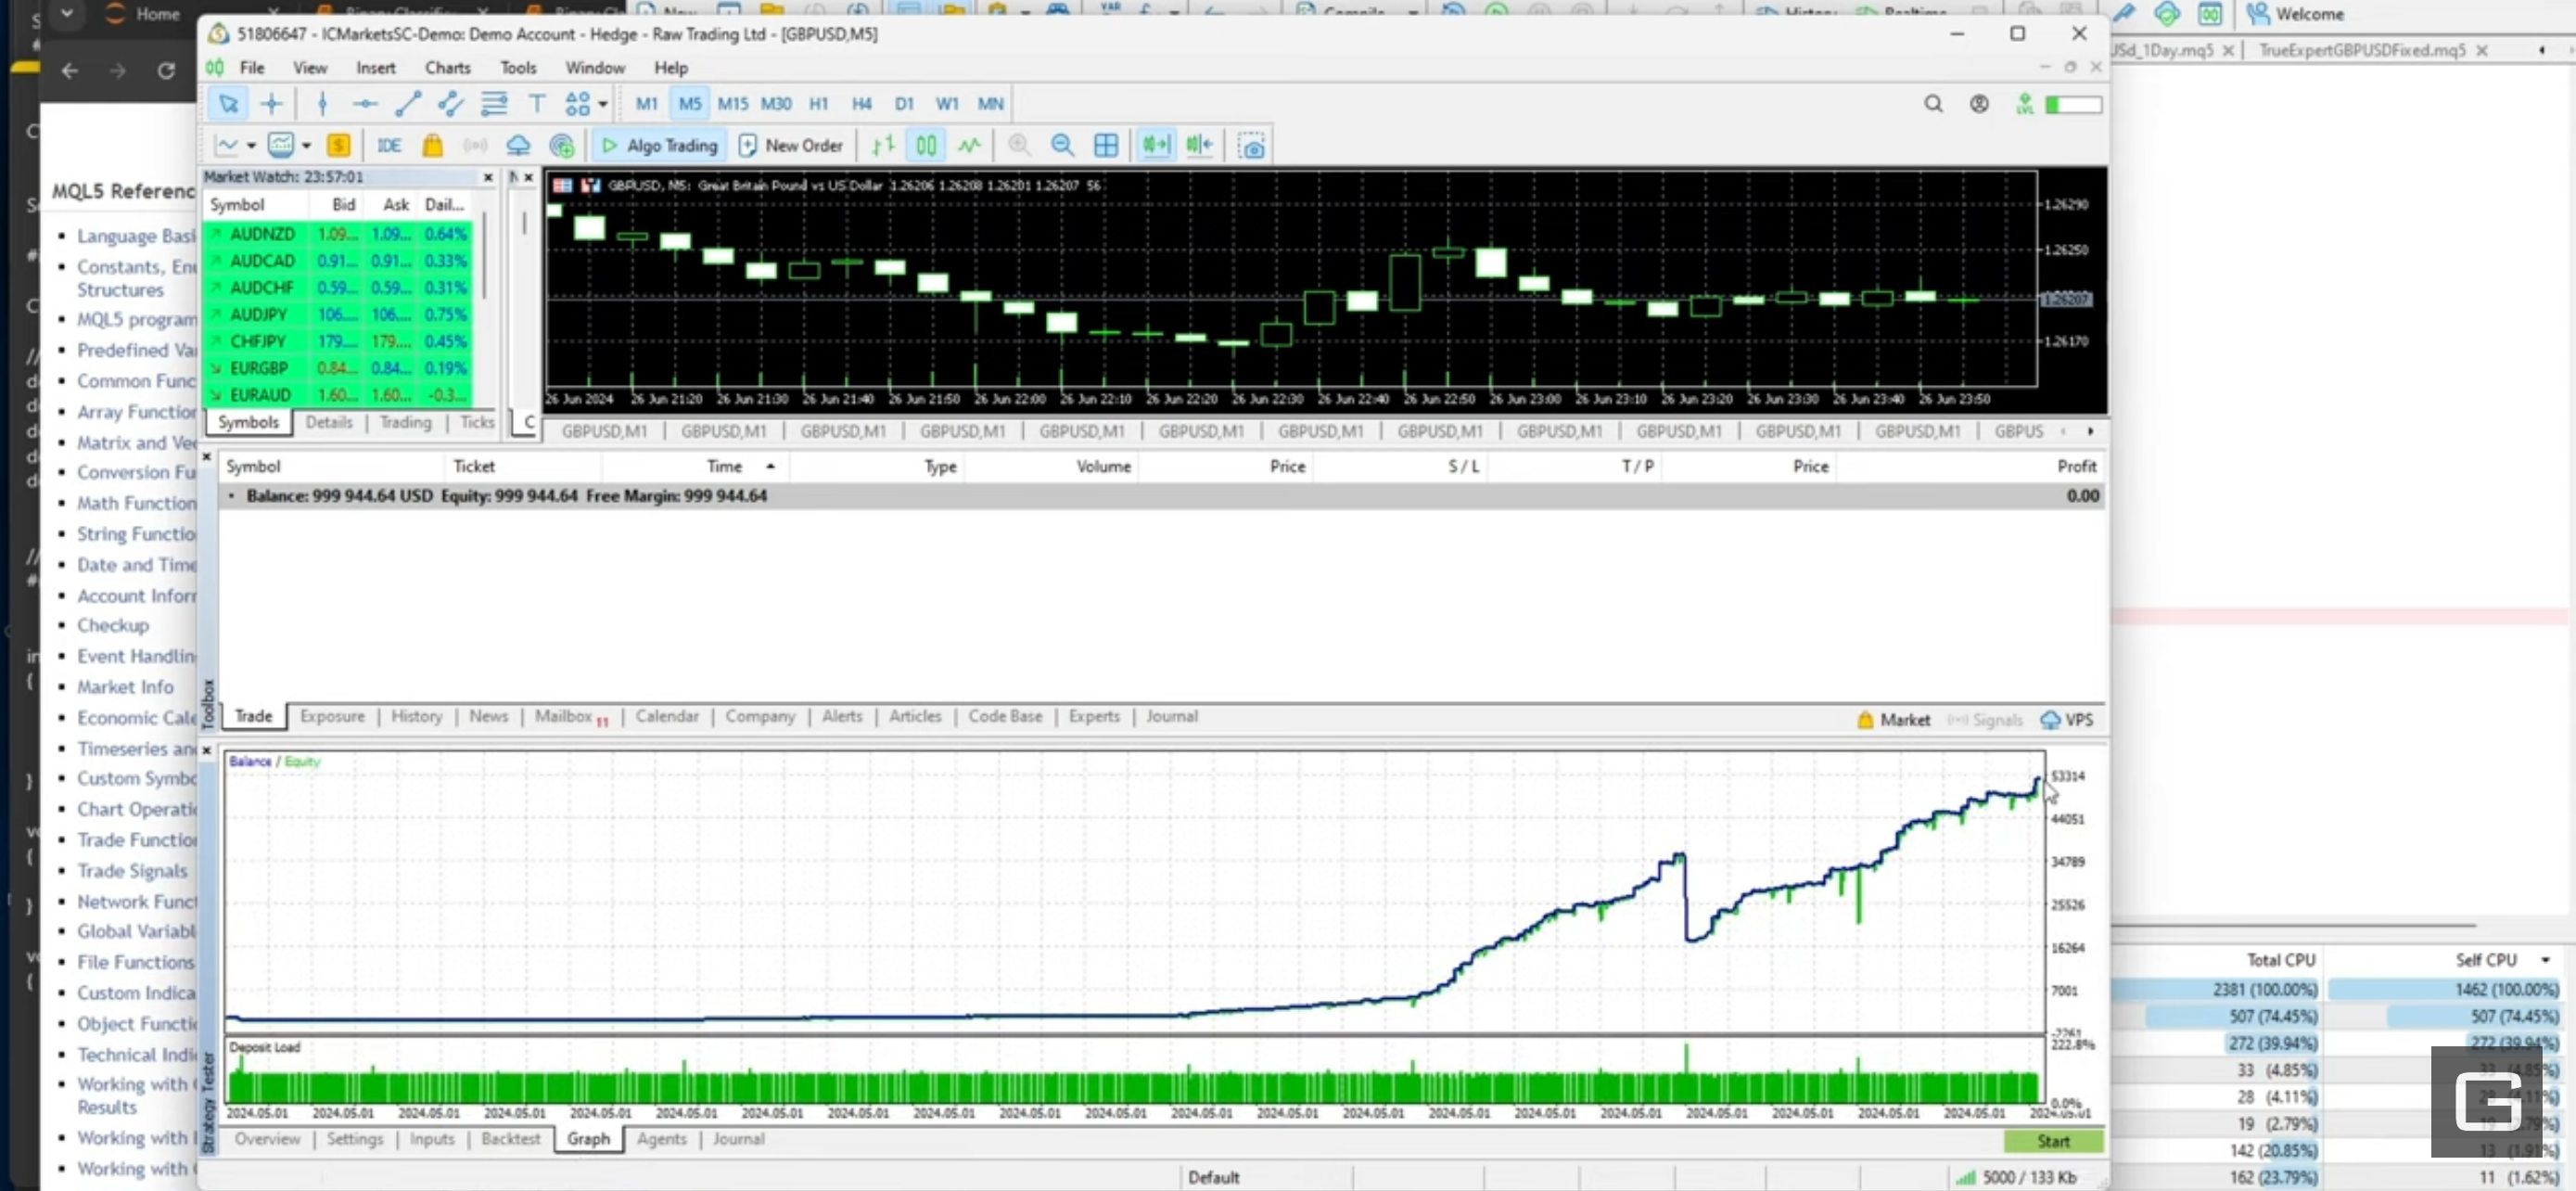 Home
Welcome
51806647 - ICMarketsSC-Demo: Demo Account - Hedge - Raw Trading Ltd - [GBPUSD,M5]
USd_1Day.mq5
TrueExpertGBPUSDFixed.mq5
File View Insert Charts Tools Window Help
M1 M5 M15 M30 H1 H4 D1 W1 MN
IDE Algo Trading New Order
Market Watch: 23:57:01
Symbol Bid Ask Dail...
AUDNZD 1.09... 1.09... 0.64%
AUDCAD 0.91... 0.91... 0.33%
AUDCHF 0.59... 0.59... 0.31%
AUDJPY 106.... 106.... 0.75%
CHFJPY 179.... 179.... 0.45%
EURGBP 0.84... 0.84... 0.19%
EURAUD 1.60... 1.60... -0.3...
Symbols Details Trading Ticks
GBPUSD, M5: Great Britain Pound vs US Dollar 1.26206 1.26208 1.26201 1.26207 56
1.26290
1.26250
1.26207
1.26170
26 Jun 2024 26 Jun 21:20 26 Jun 21:30 26 Jun 21:40 26 Jun 21:50 26 Jun 22:00 26 Jun 22:10 26 Jun 22:20 26 Jun 22:30 26 Jun 22:40 26 Jun 22:50 26 Jun 23:00 26 Jun 23:10 26 Jun 23:20 26 Jun 23:30 26 Jun 23:40 26 Jun 23:50
GBPUSD,M1 GBPUSD,M1 GBPUSD,M1 GBPUSD,M1 GBPUSD,M1 GBPUSD,M1 GBPUSD,M1 GBPUSD,M1 GBPUSD,M1 GBPUSD,M1 GBPUSD,M1 GBPUSD,M1 GBPUS
Symbol Ticket Time Type Volume Price S / L T / P Price Profit
Balance: 999 944.64 USD Equity: 999 944.64 Free Margin: 999 944.64 0.00
Toolbox
Trade Exposure History News Mailbox 11 Calendar Company Alerts Articles Code Base Experts Journal
Market Signals VPS
Balance / Equity
53314
44051
34789
25526
16264
7001
-2261
Deposit Load
222.8%
0.0%
2024.05.01 2024.05.01 2024.05.01 2024.05.01 2024.05.01 2024.05.01 2024.05.01 2024.05.01 2024.05.01 2024.05.01 2024.05.01 2024.05.01 2024.05.01 2024.05.01 2024.05.01 2024.05.01 2024.05.01 2024.05.01 2024.05.01 2024.05.01 2024.05.01 2024.05.01
Strategy Tester
Overview Settings Inputs Backtest Graph Agents Journal
Start
Default
5000 / 133 Kb
MQL5 Referenc
Language Basi
Constants, Enu
Structures
MQL5 program
Predefined Va
Common Func
Array Function
Matrix and Vec
Conversion Fu
Math Function
String Functio
Date and Time
Account Inforr
Checkup
Event Handlin
Market Info
Economic Cale
Timeseries an
Custom Symbo
Chart Operati
Trade Function
Trade Signals
Network Funct
Global Variabl
File Functions
Custom Indica
Object Functi
Technical Indi
Working with
Results
Working with
Working with
Total CPU Self CPU
2381 (100.00%) 1462 (100.00%)
507 (74.45%) 507 (74.45%)
272 (39.94%) 272 (39.94%)
33 (4.85%)
28 (4.11%)
19 (2.79%)
142 (20.85%) 13 (1.91%)
162 (23.79%) 11 (1.62%)
G